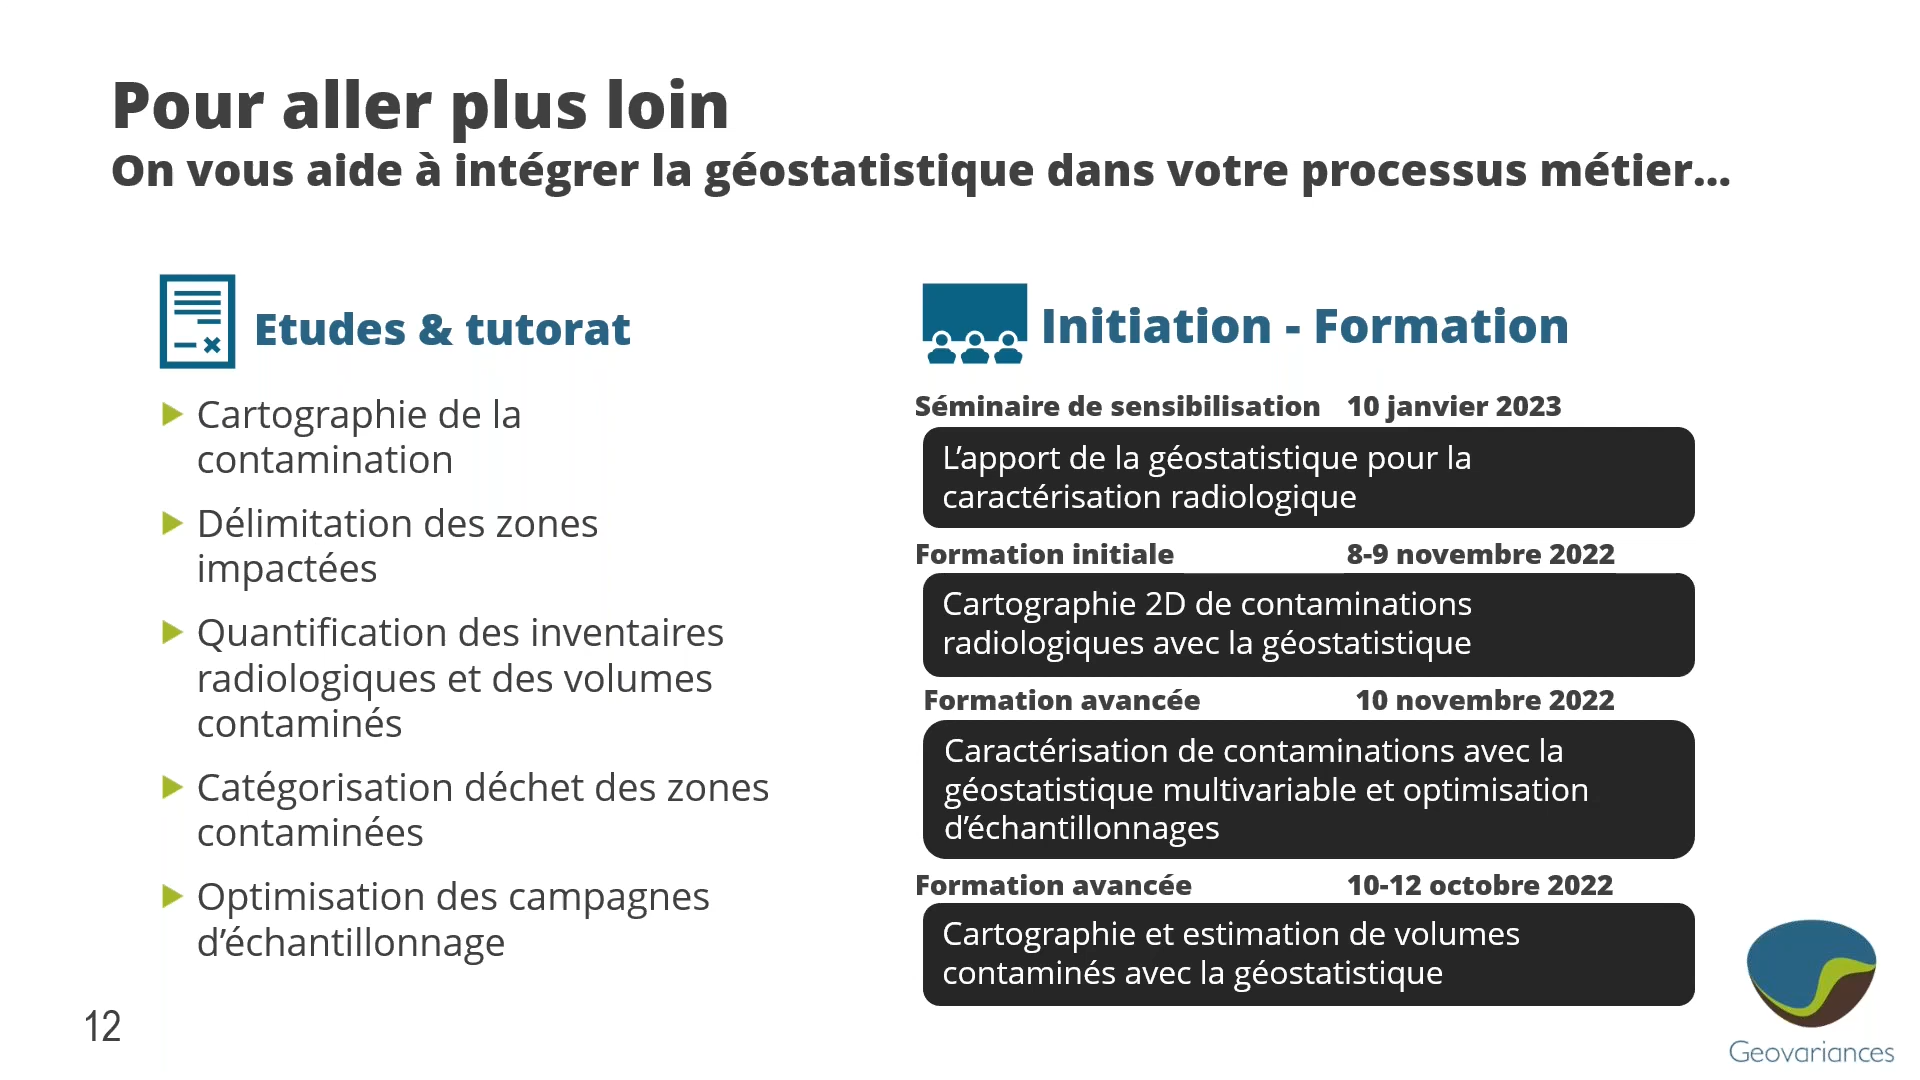 Pour aller plus loin
On vous aide à intégrer la géostatistique dans votre processus métier...
Etudes & tutorat
Cartographie de la
contamination
Délimitation des zones
impactées
Quantification des inventaires
radiologiques et des volumes
contaminés
Catégorisation déchet des zones
contaminées
Optimisation des campagnes
d’échantillonnage
Initiation - Formation
Séminaire de sensibilisation 10 janvier 2023
L’apport de la géostatistique pour la
caractérisation radiologique
Formation initiale 8-9 novembre 2022
Cartographie 2D de contaminations
radiologiques avec la géostatistique
Formation avancée 10 novembre 2022
Caractérisation de contaminations avec la
géostatistique multivariable et optimisation
d’échantillonnages
Formation avancée 10-12 octobre 2022
Cartographie et estimation de volumes
contaminés avec la géostatistique
12
Geovariances